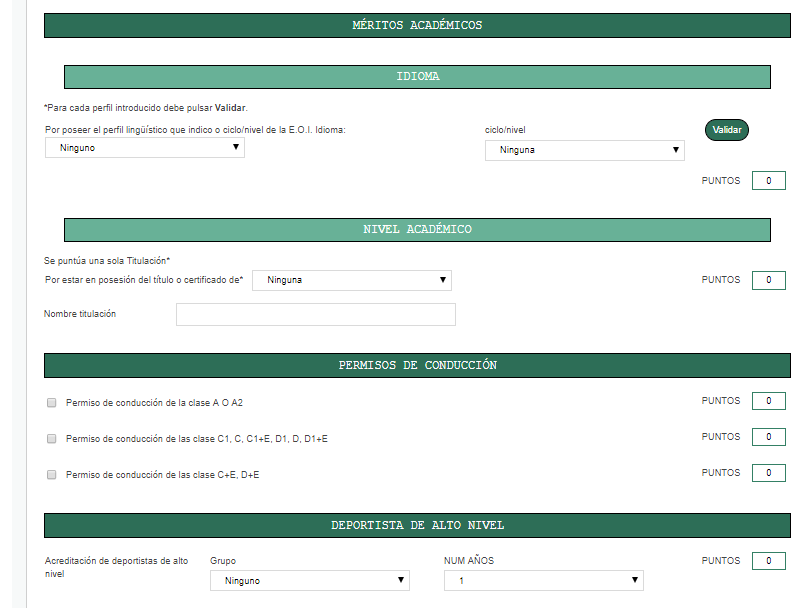 MÉRITOS ACADÉMICOS
IDIOMA
*Para cada perfil introducido debe pulsar Validar.
Por poseer el perfil lingüístico que indico o ciclo/nivel de la E.O.I. Idioma:
ciclo/nivel
Validar
Ninguno
Ninguna
PUNTOS 0
NIVEL ACADÉMICO
Se puntúa una sola Titulación*
Por estar en posesión del título o certificado de* Ninguna PUNTOS 0
Nombre titulación
PERMISOS DE CONDUCCIÓN
Permiso de conducción de la clase A O A2 PUNTOS 0
Permiso de conducción de las clase C1, C, C1+E, D1, D, D1+E PUNTOS 0
Permiso de conducción de las clase C+E, D+E PUNTOS 0
DEPORTISTA DE ALTO NIVEL
Acreditación de deportistas de alto
nivel
Grupo
Ninguno
NUM AÑOS
1
PUNTOS 0